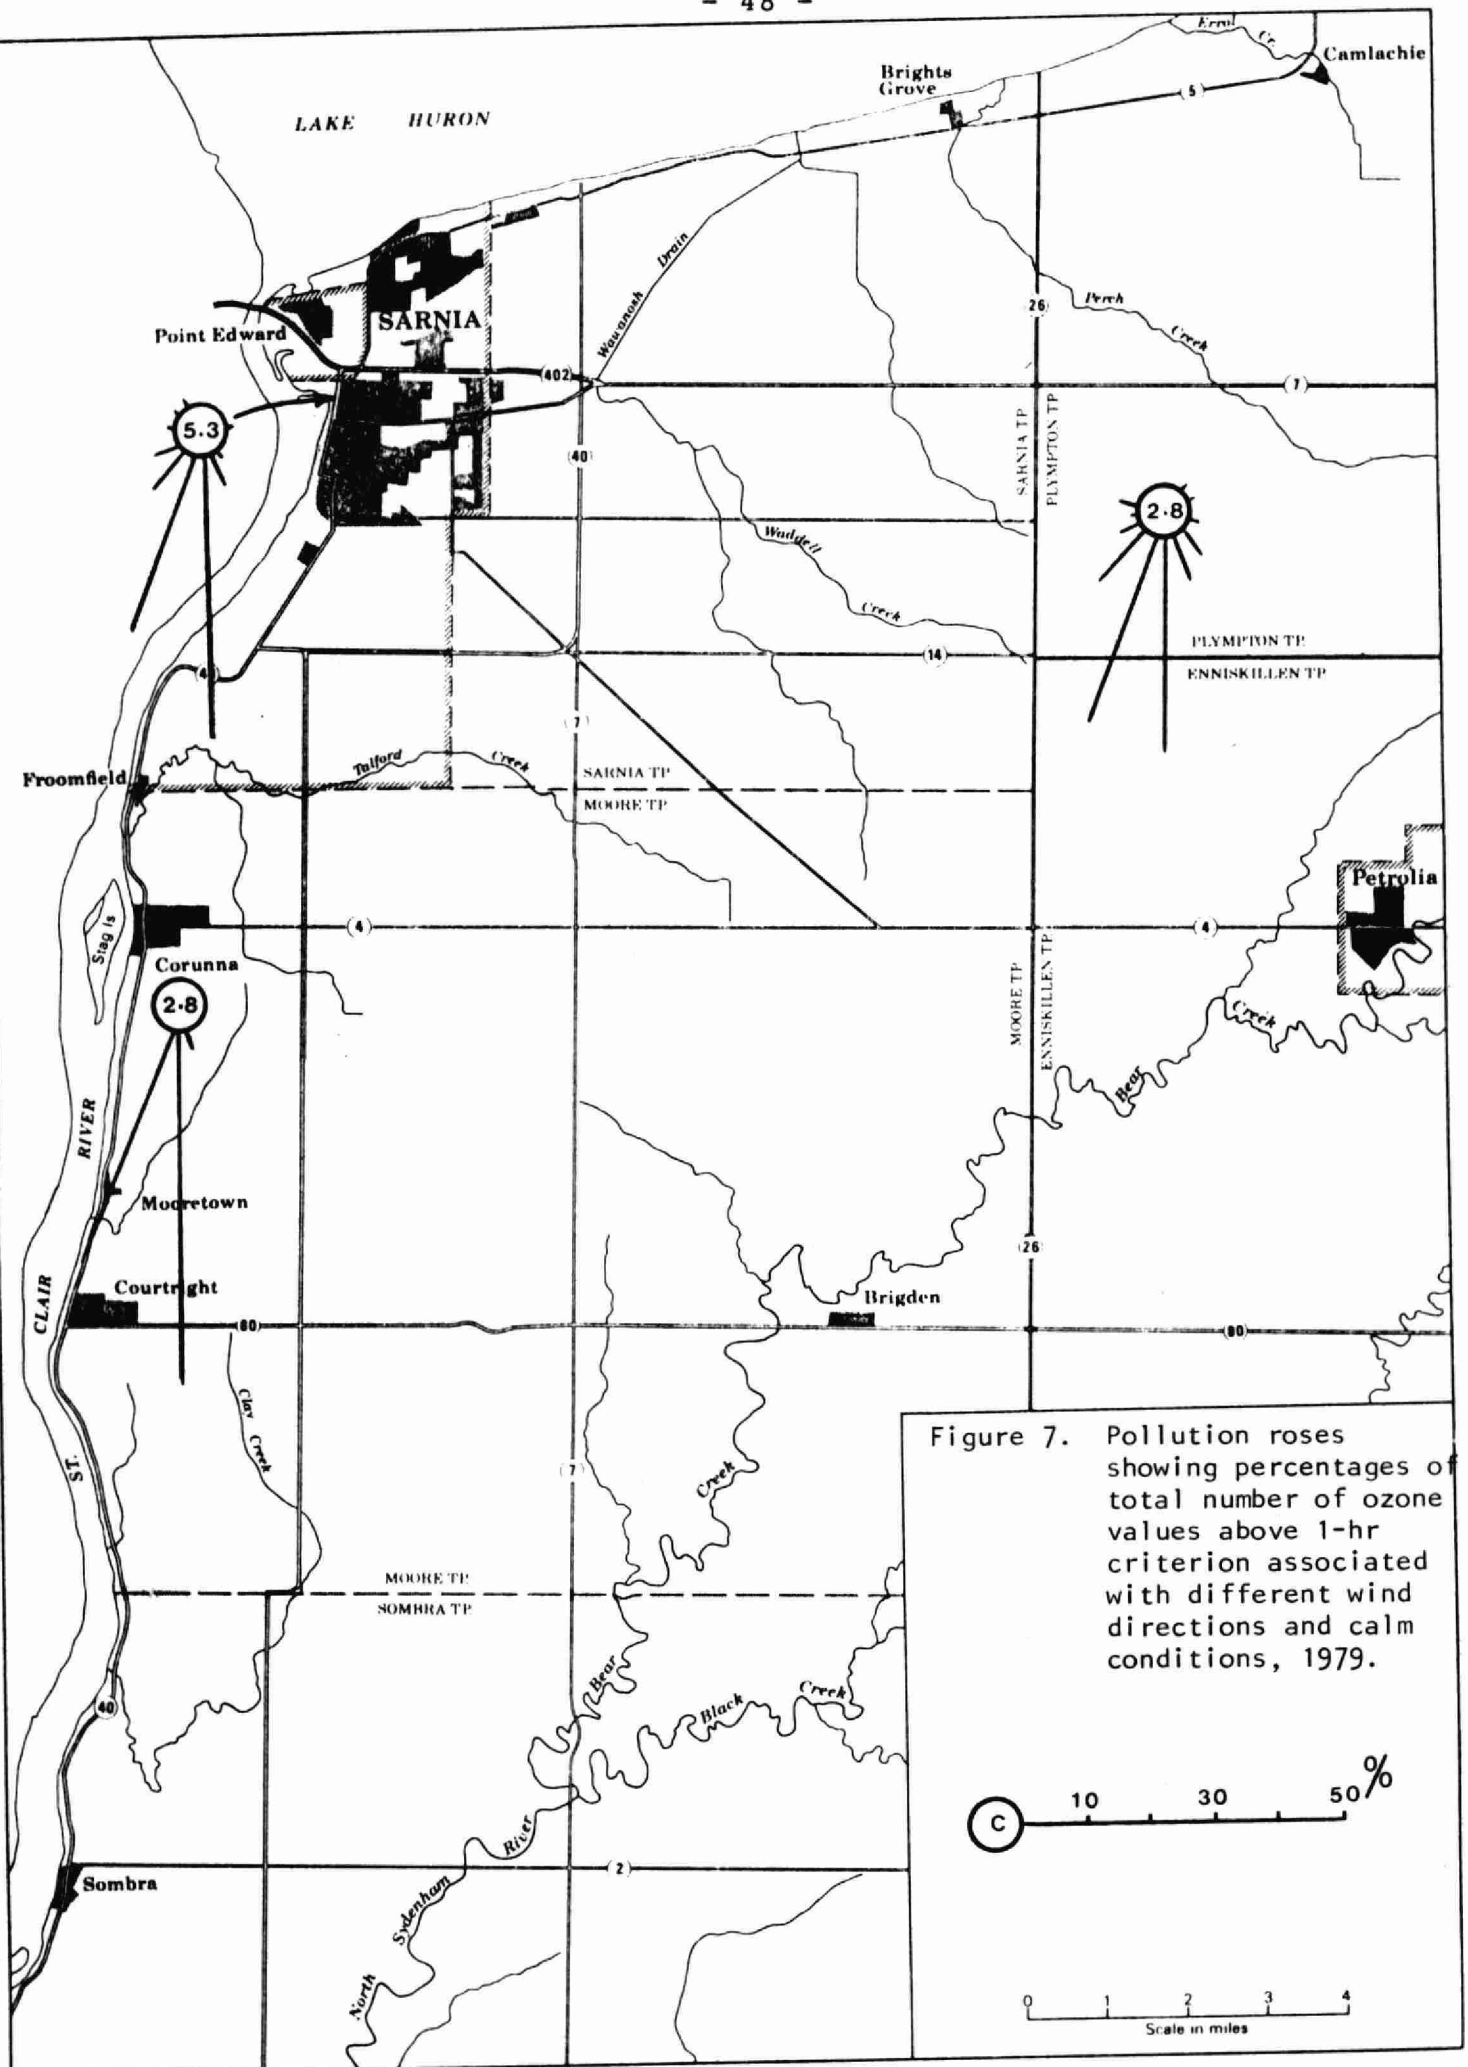 - 48 -
Errol Cr.
Camlachie
Brights
Grove
5
LAKE HURON
Wawanosh Drain
26
Perch Creek
Point Edward
SARNIA
402
7
5.3
40
SARNIA TP.
PLYMPTON TP.
2.8
Waddell Creek
14
PLYMPTON TP.
ENNISKILLEN TP.
7
Froomfield
Talford Creek
SARNIA TP.
MOORE TP.
Petrolia
Stag Is
4
4
Corunna
2.8
MOORE TP.
ENNISKILLEN TP.
Bear Creek
ST. CLAIR RIVER
Mooretown
26
Courtright
80
Brigden
80
Clay Creek
7
Creek
Figure 7. Pollution roses
showing percentages of
total number of ozone
values above 1-hr
criterion associated
with different wind
directions and calm
conditions, 1979.
MOORE TP.
SOMBRA TP.
Bear
Black Creek
40
C 10 30 50%
Sombra
2
North Sydenham River
0 1 2 3 4
Scale in miles